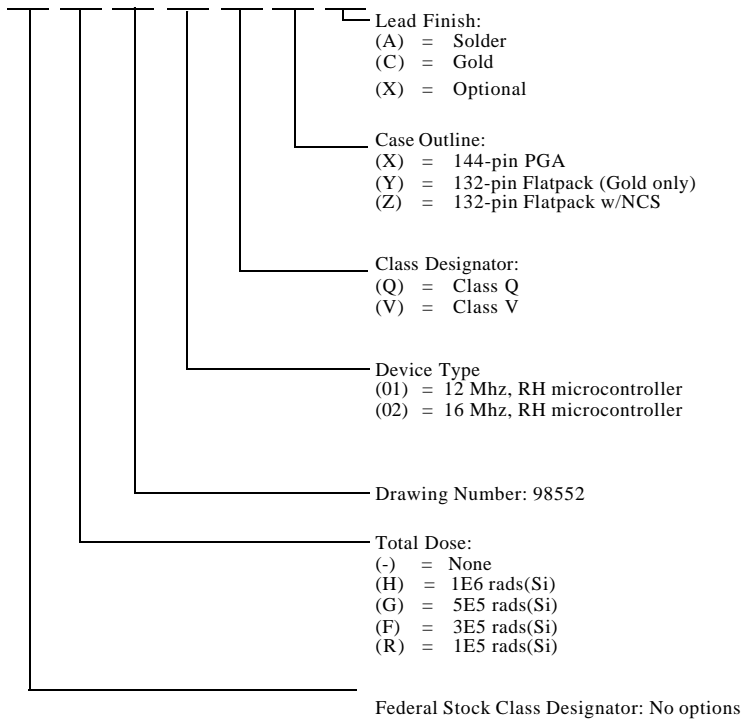 Lead Finish:
(A) = Solder
(C) = Gold
(X) = Optional
Case Outline:
(X) = 144-pin PGA
(Y) = 132-pin Flatpack (Gold only)
(Z) = 132-pin Flatpack w/NCS
Class Designator:
(Q) = Class Q
(V) = Class V
Device Type
(01) = 12 Mhz, RH microcontroller
(02) = 16 Mhz, RH microcontroller
Drawing Number: 98552
Total Dose:
(-) = None
(H) = 1E6 rads(Si)
(G) = 5E5 rads(Si)
(F) = 3E5 rads(Si)
(R) = 1E5 rads(Si)
Federal Stock Class Designator: No options